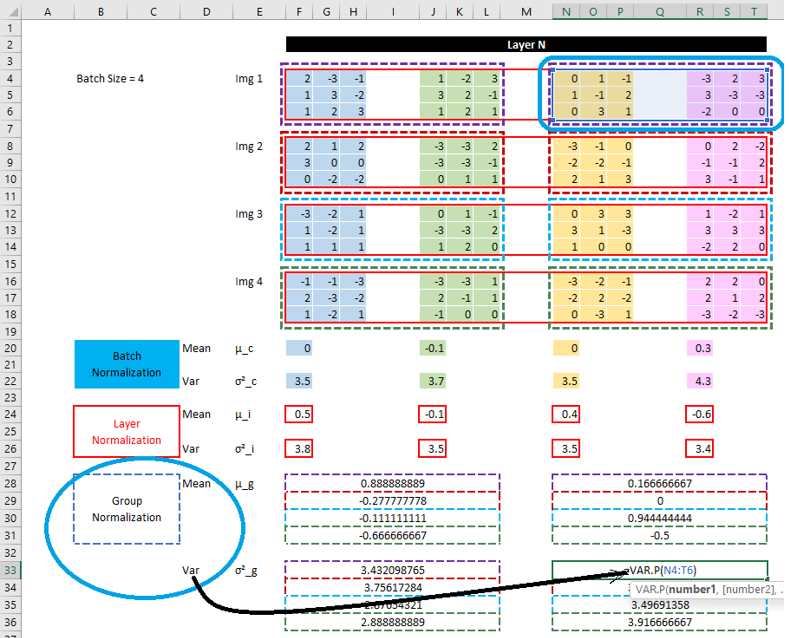 A B C D E F G H I J K L M N O P Q R S T
1
2 Layer N
3
4 Batch Size = 4 Img 1 2 -3 -1 1 -2 3 0 1 -1 -3 2 3
5 1 3 -2 3 2 -1 1 -1 2 3 -3 -3
6 1 2 3 1 2 1 0 3 1 -2 0 0
7
8 Img 2 2 1 2 -3 -3 2 -3 -1 0 0 2 -2
9 3 0 0 -3 -3 1 -2 -2 -1 -1 -1 2
10 0 -2 -2 0 1 1 2 1 3 3 -1 1
11
12 Img 3 -3 -2 1 0 1 -1 0 3 3 1 -2 1
13 1 -2 1 -3 -3 2 3 1 -3 3 3 3
14 1 1 1 1 2 0 1 0 0 -2 2 0
15
16 Img 4 -1 -1 -3 -3 -3 1 -3 -2 -1 2 2 0
17 2 -3 -2 2 -1 1 -2 -2 -2 2 1 2
18 1 -2 1 -1 0 0 0 -3 1 -3 -2 -3
19
20 Batch Mean μ_c 0 -0.1 0 0.3
21 Normalization
22 Var σ²_c 3.5 3.7 3.5 4.3
23
24 Layer Mean μ_i 0.5 -0.1 0.4 -0.6
25 Normalization
26 Var σ²_i 3.8 3.5 3.5 3.4
27
28 Mean μ_g 0.888888889 0.166666667
29 Group -0.277777778 0
30 Normalization -0.111111111 0.944444444
31 -0.666666667 -0.5
32
33 Var σ²_g 3.432098765 =VAR.P(N4:T6)
34 3.75617284 VAR.P(number1, [number2], ...
35 3.49691358
36 2.888888889 3.916666667
37